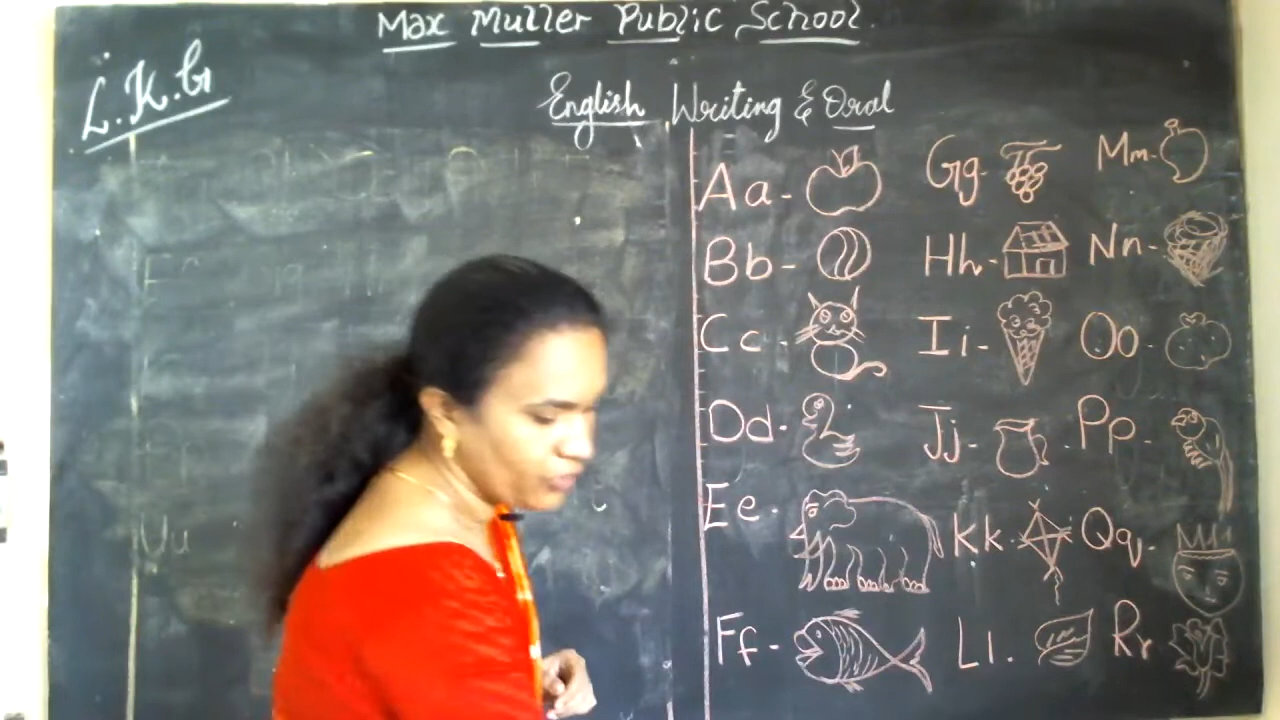 Max Muller Public School.
L.K.G
English Writing & Oral
Aa-
Bb-
Cc-
Dd-
Ee-
Ff-
Gg-
Hh-
Ii-
Jj-
Kk-
Ll.
Mm-
Nn-
Oo-
Pp-
Qq-
Rr-
Uu